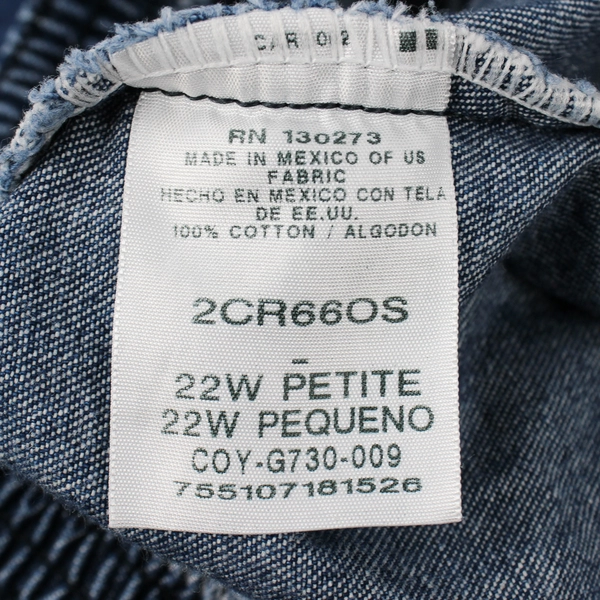 RN 130273
MADE IN MEXICO OF US
FABRIC
HECHO EN MEXICO CON TELA
DE EE.UU.
100% COTTON / ALGODON
2CR66OS
-
22W PETITE
22W PEQUENO
COY-G730-009
755107181526